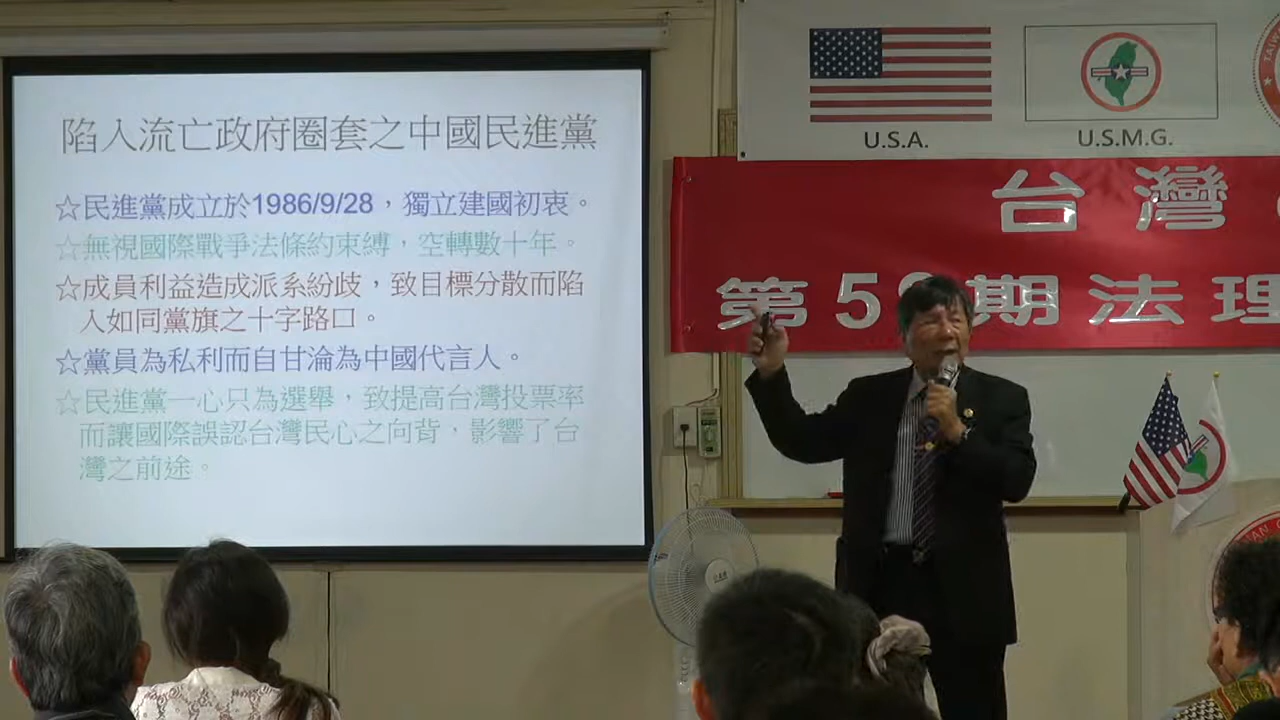 陷入流亡政府圈套之中國民進黨
☆民進黨成立於1986/9/28，獨立建國初衷。
☆無視國際戰爭法條約束縛，空轉數十年。
☆成員利益造成派系紛歧，致目標分散而陷
入如同黨旗之十字路口。
☆黨員為私利而自甘淪為中國代言人。
☆民進黨一心只為選舉，致提高台灣投票率
而讓國際誤認台灣民心之向背，影響了台
灣之前途。
U.S.A.
U.S.M.G.
台灣
第5
期法理